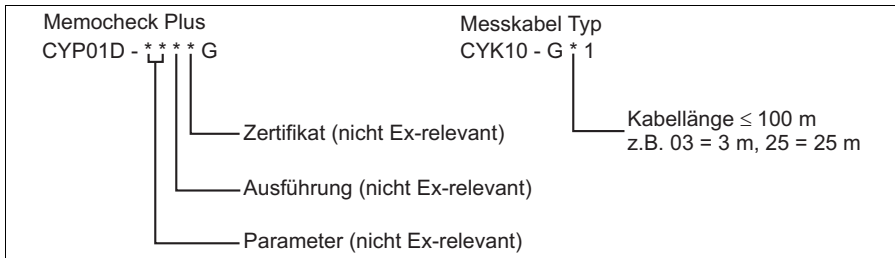 Memocheck Plus
CYP01D - * * * * G
Zertifikat (nicht Ex-relevant)
Ausführung (nicht Ex-relevant)
Parameter (nicht Ex-relevant)
Messkabel Typ
CYK10 - G * 1
Kabellänge ≤ 100 m
z.B. 03 = 3 m, 25 = 25 m